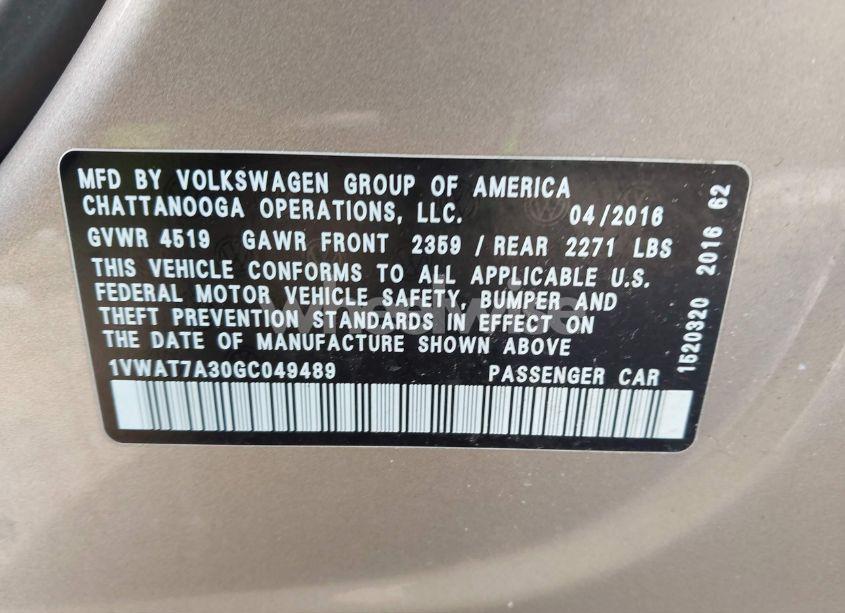 MFD BY VOLKSWAGEN GROUP OF AMERICA
CHATTANOOGA OPERATIONS, LLC. 04/2016
GVWR 4519 GAWR FRONT 2359 / REAR 2271 LBS
THIS VEHICLE CONFORMS TO ALL APPLICABLE U.S.
FEDERAL MOTOR VEHICLE SAFETY, BUMPER AND
THEFT PREVENTION STANDARDS IN EFFECT ON
THE DATE OF MANUFACTURE SHOWN ABOVE
1VWAT7A30GC049489 PASSENGER CAR
1520320 2016 62